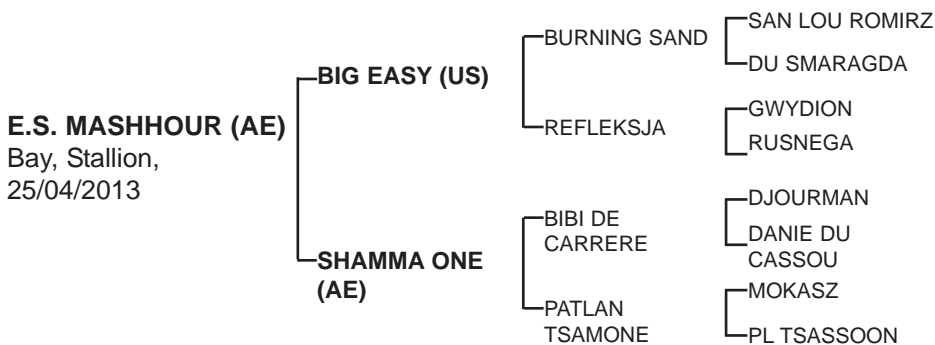 E.S. MASHHOUR (AE)
Bay, Stallion,
25/04/2013
BIG EASY (US)
SHAMMA ONE
(AE)
BURNING SAND
REFLEKSJA
BIBI DE
CARRERE
PATLAN
TSAMONE
SAN LOU ROMIRZ
DU SMARAGDA
GWYDION
RUSNEGA
DJOURMAN
DANIE DU
CASSOU
MOKASZ
PL TSASSOON